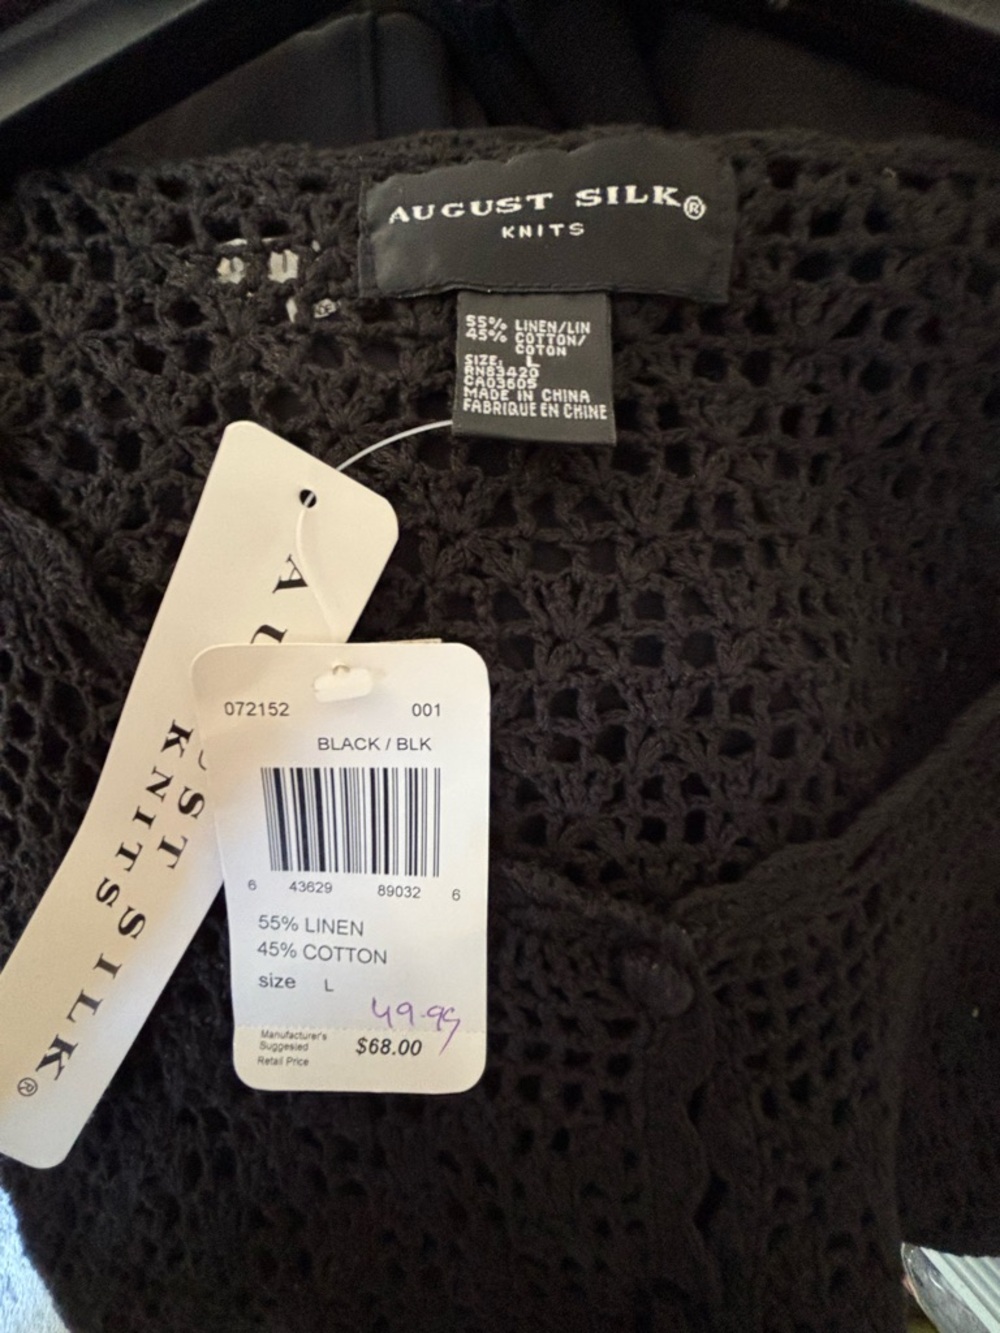 AUGUST SILK®
KNITS
55% LINEN/LIN
45% COTTON/
COTON
SIZE: L
RN83420
CA03605
MADE IN CHINA
FABRIQUE EN CHINE
AUGUST SILK®
KNITS
072152 001
BLACK / BLK
6 43629 89032 6
55% LINEN
45% COTTON
size L
49.99
Manufacturer's
Suggested
Retail Price
$68.00